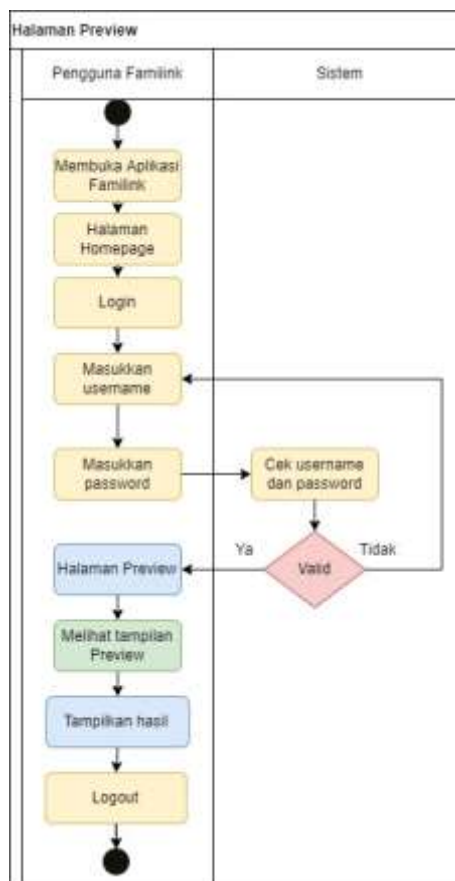 Halaman Preview
Pengguna Familink
Sistem
Membuka Aplikasi
Familink
Halaman
Homepage
Login
Masukkan
username
Masukkan
password
Cek username
dan password
Ya
Valid
Tidak
Halaman Preview
Melihat tampilan
Preview
Tampilkan hasil
Logout